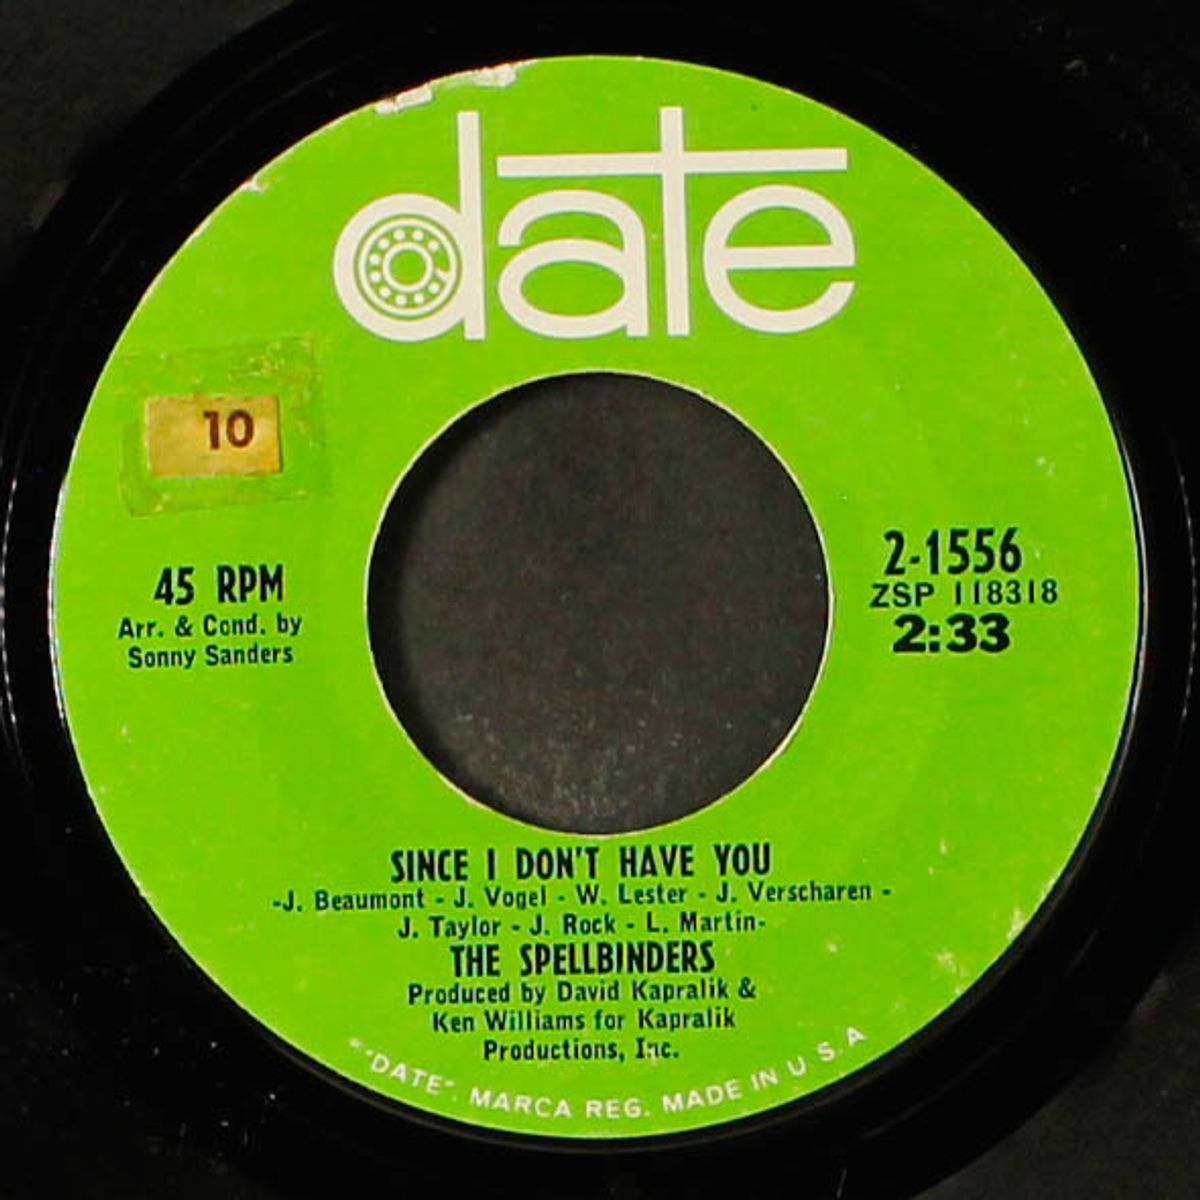 date
10
45 RPM
Arr. & Cond. by
Sonny Sanders
2-1556
ZSP 118318
2:33
SINCE I DON'T HAVE YOU
-J. Beaumont - J. Vogel - W. Lester - J. Verscharen -
J. Taylor - J. Rock - L. Martin-
THE SPELLBINDERS
Produced by David Kapralik &
Ken Williams for Kapralik
Productions, Inc.
"DATE". MARCA REG. MADE IN U S.A